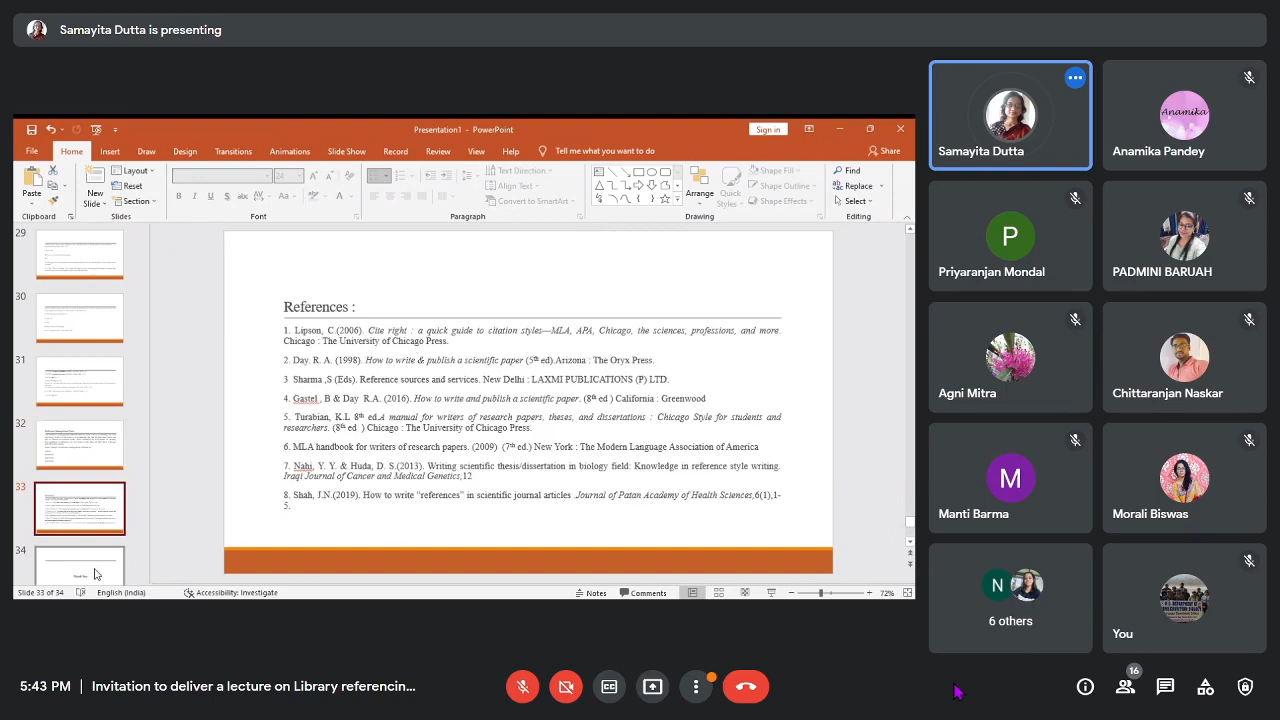 Samayita Dutta is presenting
Presentation1 - PowerPoint
Sign in
File Home Insert Draw Design Transitions Animations Slide Show Record Review View Help Tell me what you want to do Share
Paste
Clipboard
New
Slide
Layout
Reset
Section
Slides
24
B I U S abc AV Aa A
Font
Text Direction
Align Text
Convert to SmartArt
Paragraph
Arrange
Quick
Styles
Shape Fill
Shape Outline
Shape Effects
Drawing
Find
Replace
Select
Editing
29
30
31
32
33
34
References :
1. Lipson, C.(2006). Cite right : a quick guide to citation styles—MLA, APA, Chicago, the sciences, professions, and more.
Chicago : The University of Chicago Press.
2. Day. R. A. (1998). How to write & publish a scientific paper (5th ed).Arizona : The Oryx Press.
3 Sharma ,S (Eds). Reference sources and services. New Delhi : LAXMI PUBLICATIONS (P) LTD.
4. Gastel , B & Day R.A. (2016). How to write and publish a scientific paper. (8th ed ) California : Greenwood
5. Turabian, K.L 8th ed.A manual for writers of research papers, theses, and dissertations : Chicago Style for students and
researchers. (8th ed ) Chicago : The University of Chicago Press.
6. MLA handbook for writers of research papers. (2009) (7th ed.) New York : The Modern Language Association of America
7. Nahi, Y. Y. & Huda, D. S.(2013). Writing scientific thesis/dissertation in biology field: Knowledge in reference style writing.
Iraqi Journal of Cancer and Medical Genetics,12
8. Shah, J.N.(2019). How to write “references” in scientific journal articles .Journal of Patan Academy of Health Sciences,6(1),1-
5.
Slide 33 of 34 English (India) Accessibility: Investigate Notes Comments 72%
Samayita Dutta
Anamika
Anamika Pandey
P
Priyaranjan Mondal
PADMINI BARUAH
Agni Mitra
Chittaranjan Naskar
M
Manti Barma
Morali Biswas
N
6 others
You
5:43 PM | Invitation to deliver a lecture on Library referencin...
16